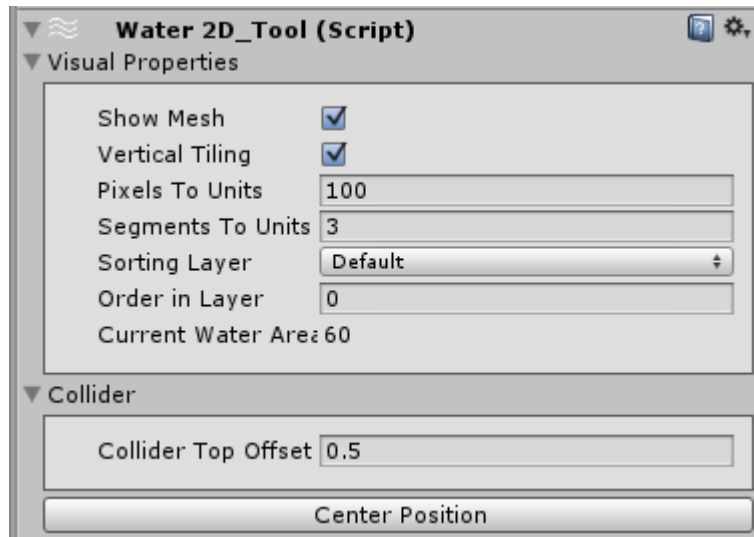 Water 2D_Tool (Script)
Visual Properties
Show Mesh
Vertical Tiling
Pixels To Units 100
Segments To Units 3
Sorting Layer Default
Order in Layer 0
Current Water Area 60
Collider
Collider Top Offset 0.5
Center Position